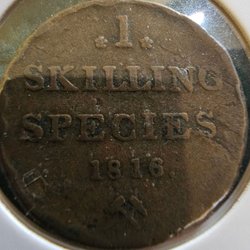 .1.
SKILLING
SPECIES
1816.